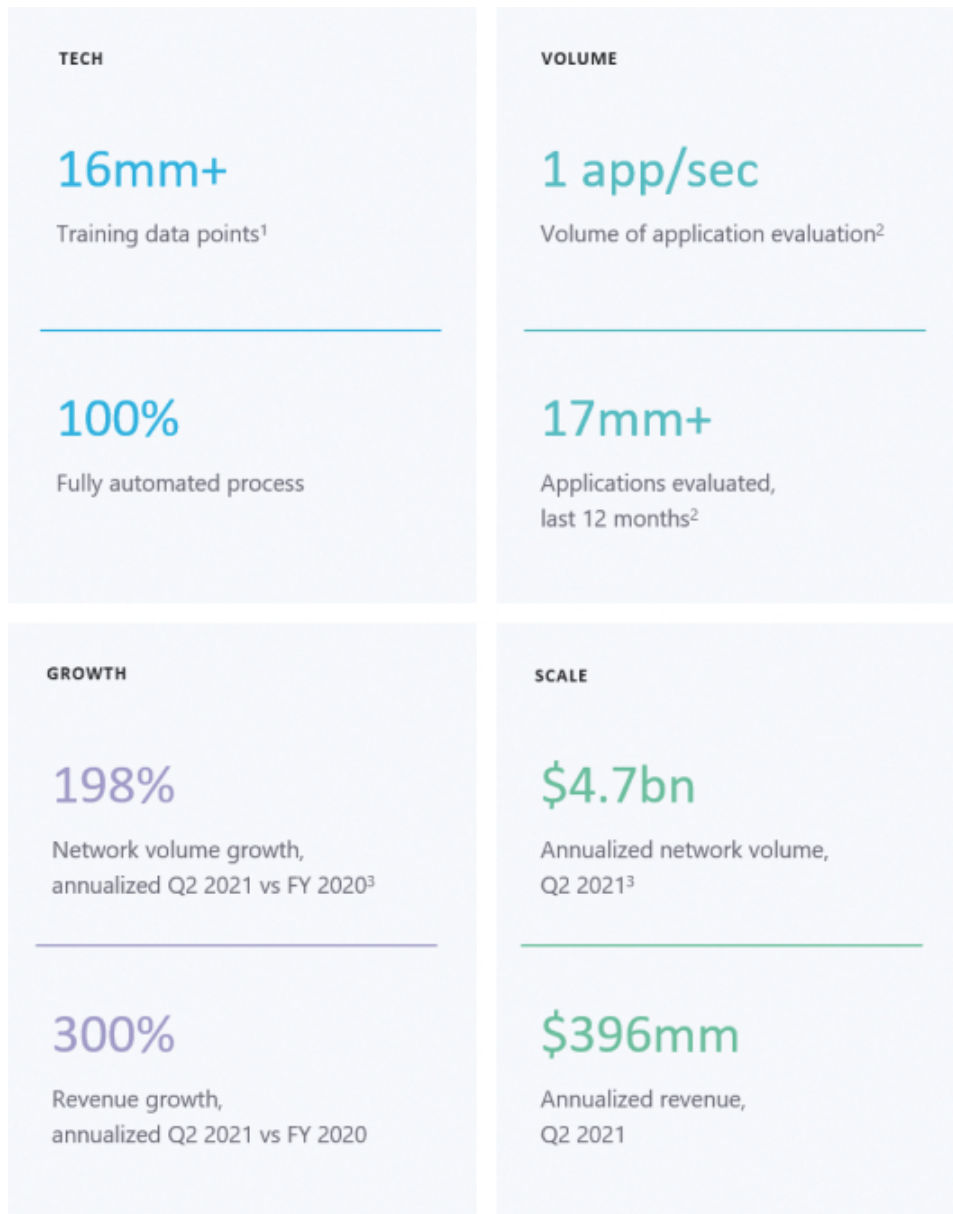 TECH
16mm+
Training data points¹
100%
Fully automated process
VOLUME
1 app/sec
Volume of application evaluation²
17mm+
Applications evaluated,
last 12 months²
GROWTH
198%
Network volume growth,
annualized Q2 2021 vs FY 2020³
300%
Revenue growth,
annualized Q2 2021 vs FY 2020
SCALE
$4.7bn
Annualized network volume,
Q2 2021³
$396mm
Annualized revenue,
Q2 2021